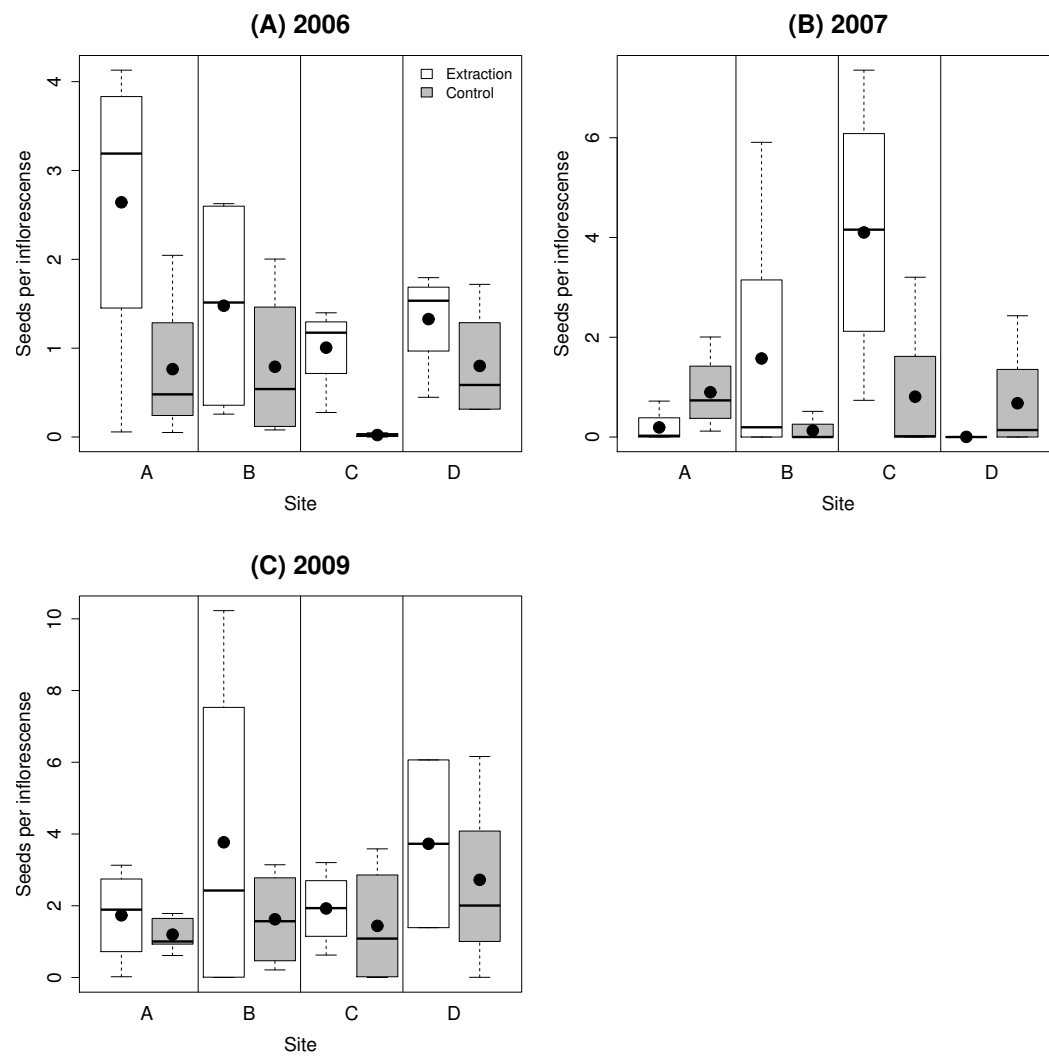 (A) 2006
Seeds per inflorescense
4
3
2
1
0
Extraction
Control
A B C D
Site
(B) 2007
Seeds per inflorescense
6
4
2
0
A B C D
Site
(C) 2009
Seeds per inflorescense
10
8
6
4
2
0
A B C D
Site